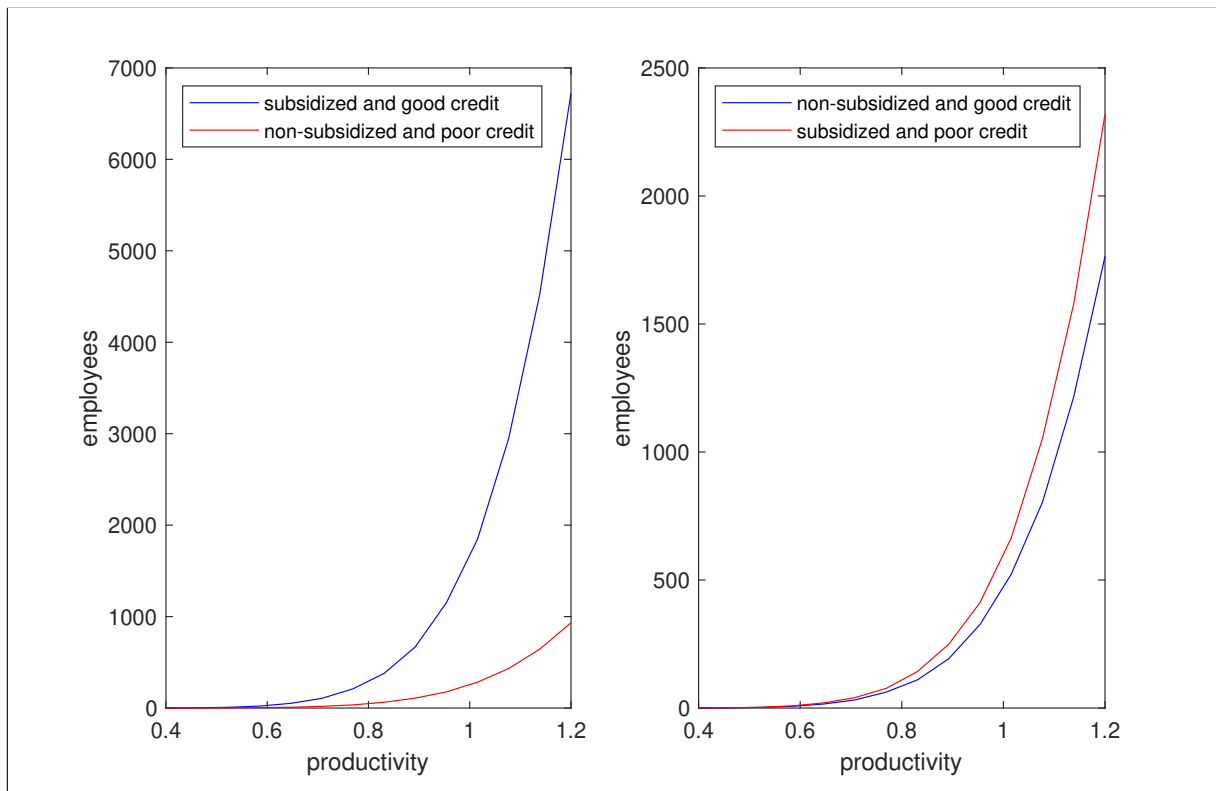 7000
6000
5000
4000
3000
2000
1000
0
employees
subsidized and good credit
non-subsidized and poor credit
0.4 0.6 0.8 1 1.2
productivity
2500
2000
1500
1000
500
0
employees
non-subsidized and good credit
subsidized and poor credit
0.4 0.6 0.8 1 1.2
productivity